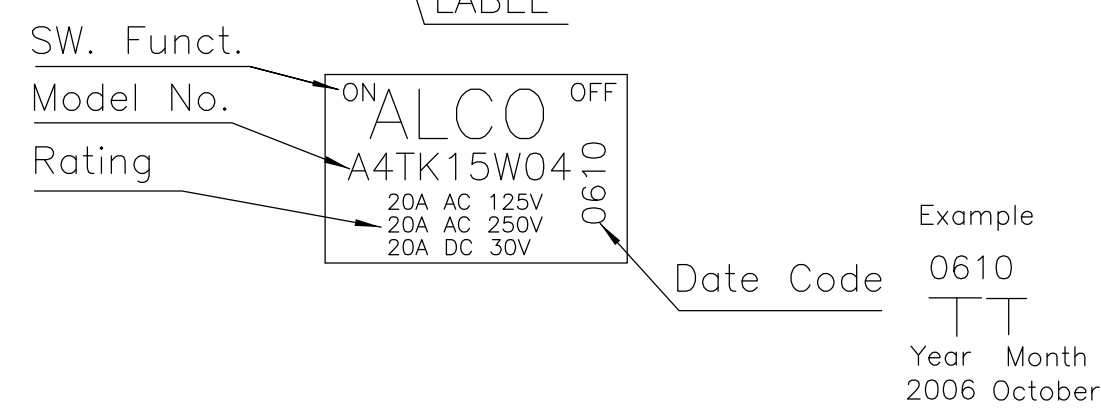 LABEL
SW. Funct.
Model No.
Rating
ON ALCO OFF
A4TK15W04
20A AC 125V
20A AC 250V
20A DC 30V
0610
Date Code
Example
0610
Year Month
2006 October